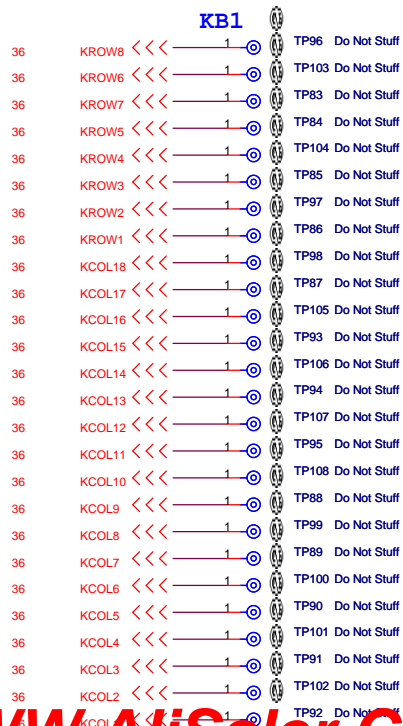 KB1
36 KROW8 1 TP96 Do Not Stuff
36 KROW6 1 TP103 Do Not Stuff
36 KROW7 1 TP83 Do Not Stuff
36 KROW5 1 TP84 Do Not Stuff
36 KROW4 1 TP104 Do Not Stuff
36 KROW3 1 TP85 Do Not Stuff
36 KROW2 1 TP97 Do Not Stuff
36 KROW1 1 TP86 Do Not Stuff
36 KCOL18 1 TP98 Do Not Stuff
36 KCOL17 1 TP87 Do Not Stuff
36 KCOL16 1 TP105 Do Not Stuff
36 KCOL15 1 TP93 Do Not Stuff
36 KCOL14 1 TP106 Do Not Stuff
36 KCOL13 1 TP94 Do Not Stuff
36 KCOL12 1 TP107 Do Not Stuff
36 KCOL11 1 TP95 Do Not Stuff
36 KCOL10 1 TP108 Do Not Stuff
36 KCOL9 1 TP88 Do Not Stuff
36 KCOL8 1 TP99 Do Not Stuff
36 KCOL7 1 TP89 Do Not Stuff
36 KCOL6 1 TP100 Do Not Stuff
36 KCOL5 1 TP90 Do Not Stuff
36 KCOL4 1 TP101 Do Not Stuff
36 KCOL3 1 TP91 Do Not Stuff
36 KCOL2 1 TP102 Do Not Stuff
1 TP92 Do Not Stuff